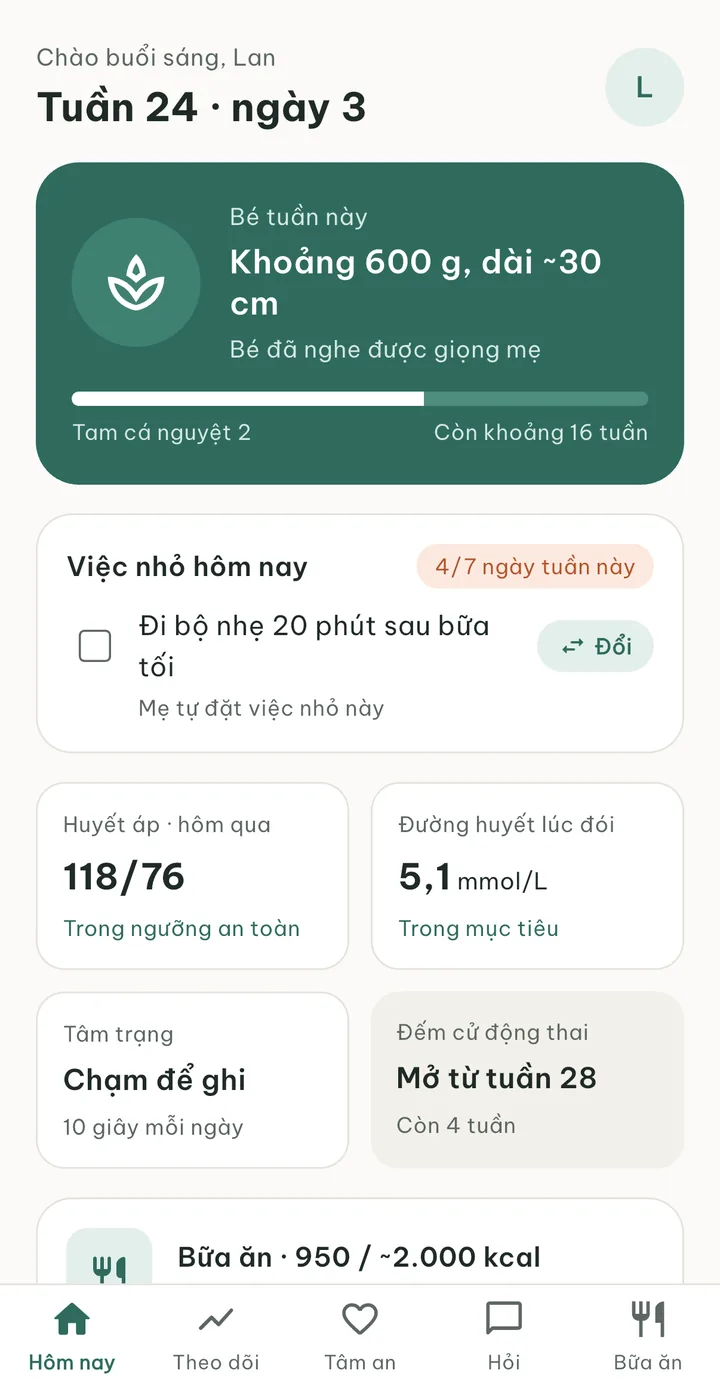 Chào buổi sáng, Lan
Tuần 24 · ngày 3
L
Bé tuần này
Khoảng 600 g, dài ~30
cm
Bé đã nghe được giọng mẹ
Tam cá nguyệt 2
Còn khoảng 16 tuần
Việc nhỏ hôm nay
4/7 ngày tuần này
Đi bộ nhẹ 20 phút sau bữa
tối
Đổi
Mẹ tự đặt việc nhỏ này
Huyết áp · hôm qua
118/76
Trong ngưỡng an toàn
Đường huyết lúc đói
5,1 mmol/L
Trong mục tiêu
Tâm trạng
Chạm để ghi
10 giây mỗi ngày
Đếm cử động thai
Mở từ tuần 28
Còn 4 tuần
Bữa ăn · 950 / ~2.000 kcal
Hôm nay
Theo dõi
Tâm an
Hỏi
Bữa ăn